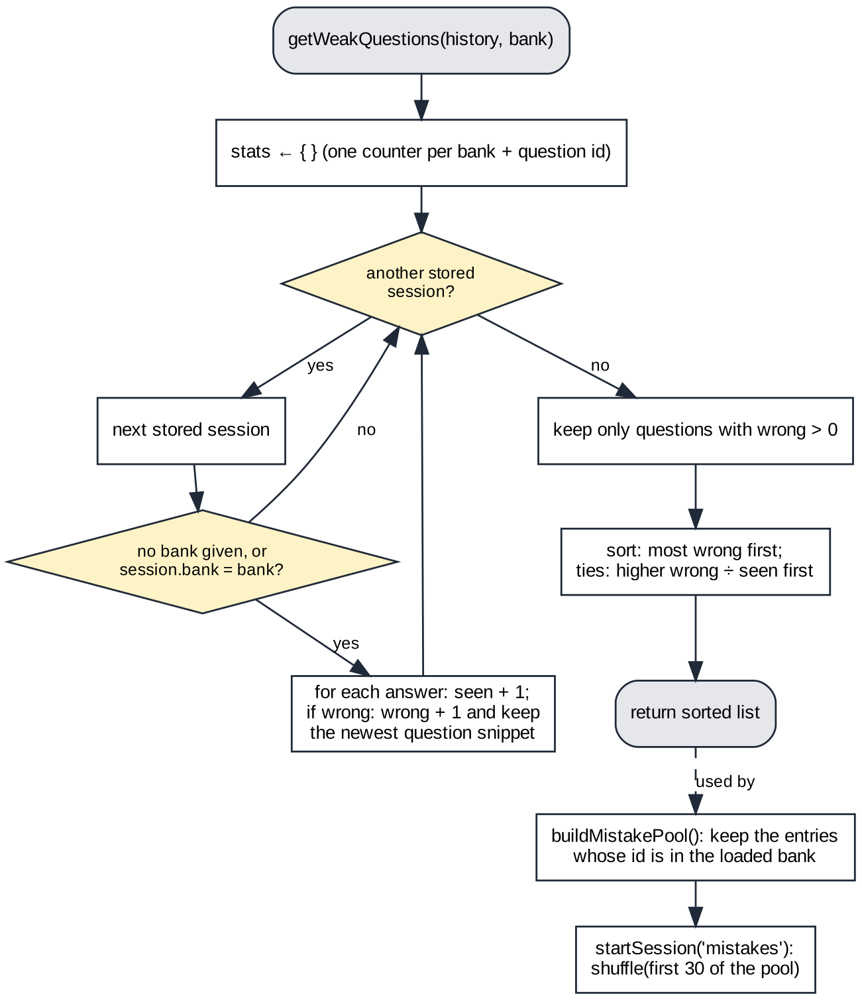 getWeakQuestions(history, bank)
stats ← { } (one counter per bank + question id)
another stored
session?
yes
no
next stored session
no
keep only questions with wrong > 0
no bank given, or
session.bank = bank?
sort: most wrong first;
ties: higher wrong ÷ seen first
yes
for each answer: seen + 1;
if wrong: wrong + 1 and keep
the newest question snippet
return sorted list
used by
buildMistakePool(): keep the entries
whose id is in the loaded bank
startSession('mistakes'):
shuffle(first 30 of the pool)